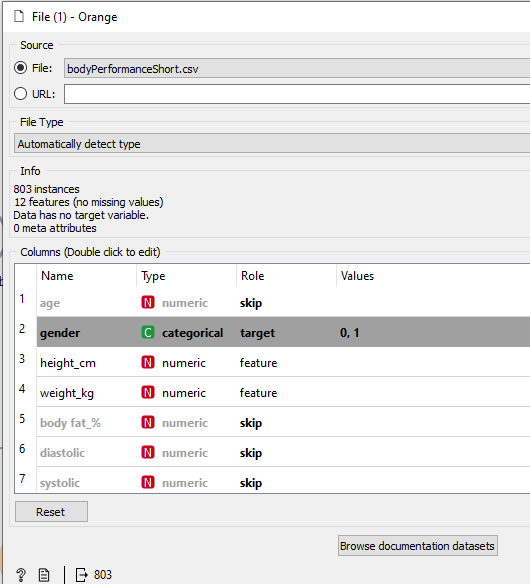 File (1) - Orange
Source
File: bodyPerformanceShort.csv
URL:
File Type
Automatically detect type
Info
803 instances
12 features (no missing values)
Data has no target variable.
0 meta attributes
Columns (Double click to edit)
Name Type Role Values
1 age N numeric skip
2 gender C categorical target 0, 1
3 height_cm N numeric feature
4 weight_kg N numeric feature
5 body fat_% N numeric skip
6 diastolic N numeric skip
7 systolic N numeric skip
Reset
Browse documentation datasets
? 803